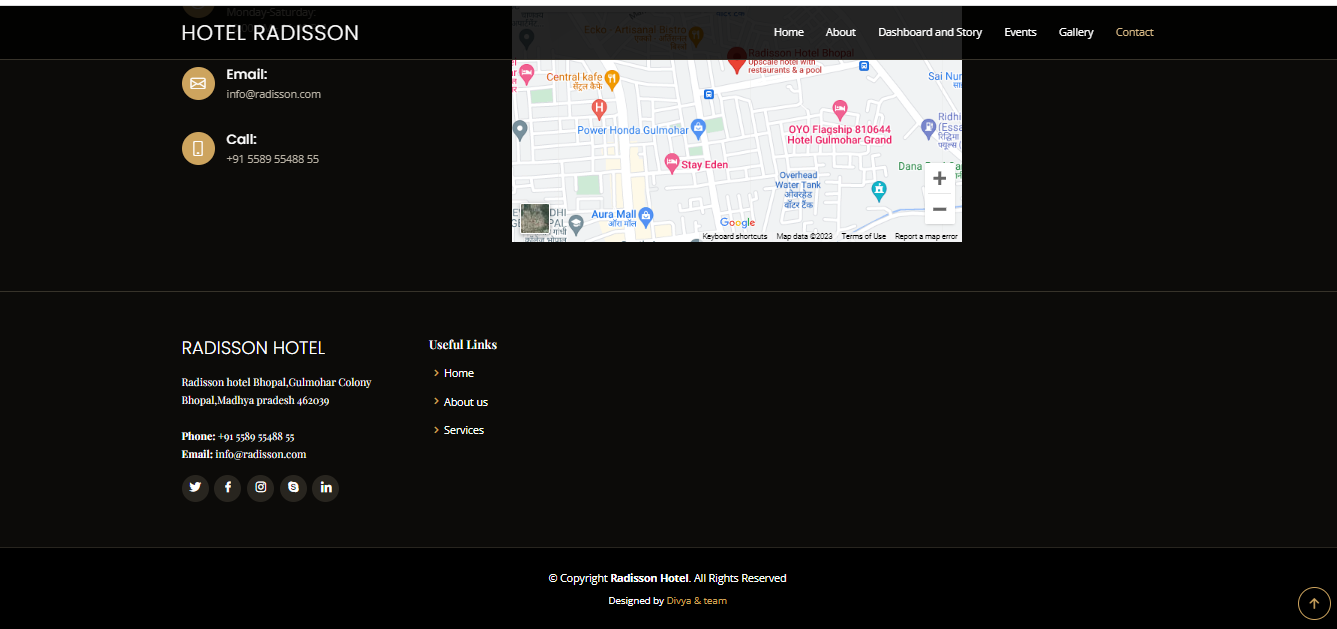 Monday-Saturday:
HOTEL RADISSON
Home
About
Dashboard and Story
Events
Gallery
Contact
Email:
info@radisson.com
Call:
+91 5589 55488 55
Radisson Hotel Bhopal
Upscale hotel with
restaurants & a pool
Central kafe
सेंट्रल कैफे
Sai Nur
H
Power Honda Gulmohar
OYO Flagship 810644
Hotel Gulmohar Grand
Ridhi
(Essa
Stay Eden
Dana
Overhead
Water Tank
ओवरहेड
वॉटर टैंक
Aura Mall
ऑरा मॉल
Google
Keyboard shortcuts
Map data ©2023
Terms of Use
Report a map error
RADISSON HOTEL
Radisson hotel Bhopal,Gulmohar Colony
Bhopal,Madhya pradesh 462039
Phone: +91 5589 55488 55
Email: info@radisson.com
Useful Links
Home
About us
Services
© Copyright Radisson Hotel. All Rights Reserved
Designed by Divya & team